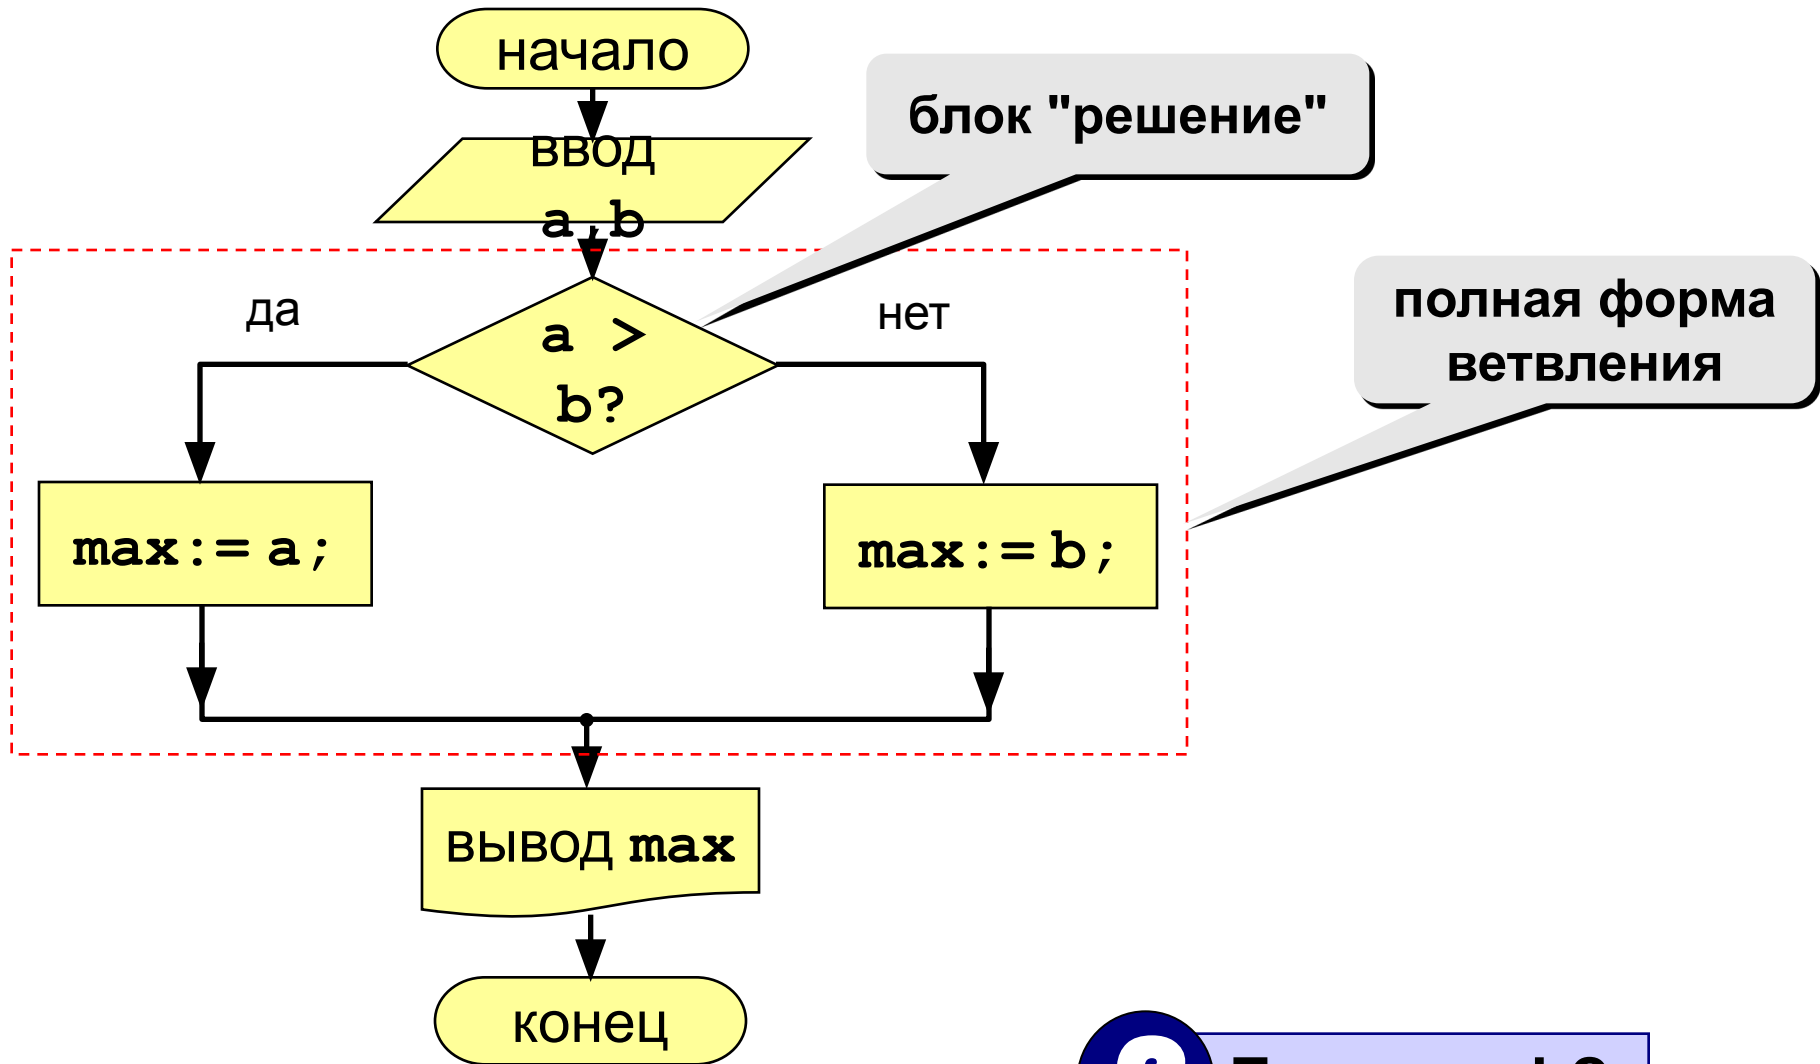 начало
блок "решение"
ввод
a,b
да
нет
полная форма
ветвления
a >
b?
max:= a;
max:= b;
вывод max
конец